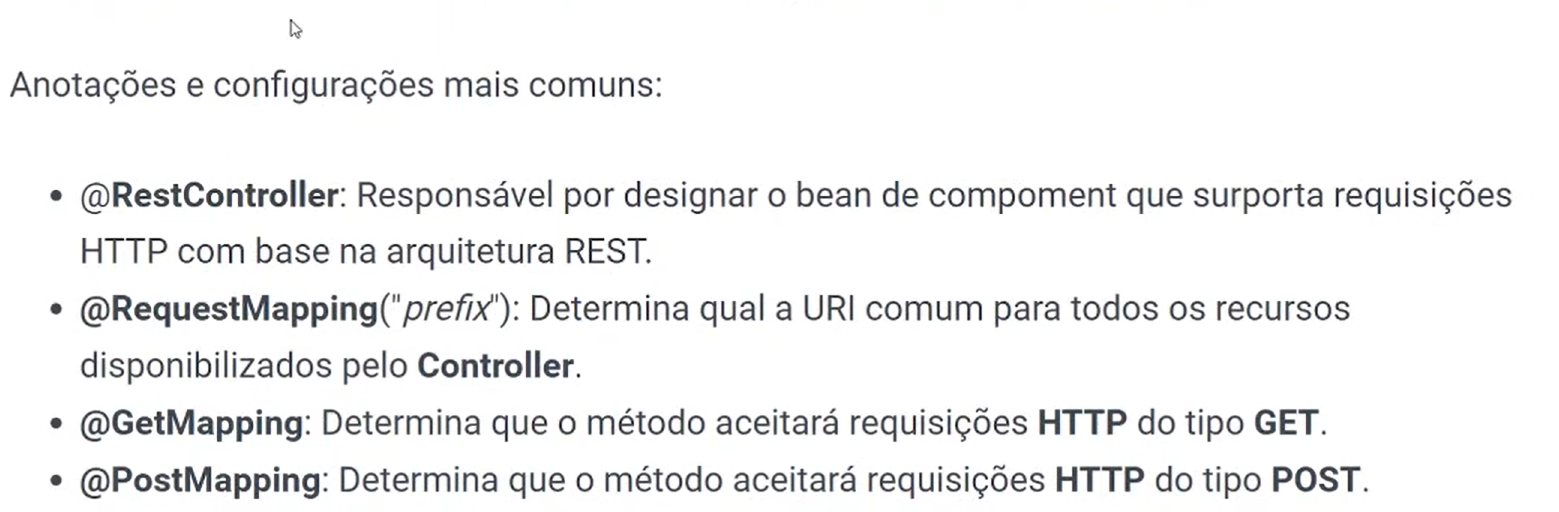 Anotações e configurações mais comuns:
• @RestController: Responsável por designar o bean de compoment que surporta requisições
HTTP com base na arquitetura REST.
• @RequestMapping("prefix"): Determina qual a URI comum para todos os recursos
disponibilizados pelo Controller.
• @GetMapping: Determina que o método aceitará requisições HTTP do tipo GET.
• @PostMapping: Determina que o método aceitará requisições HTTP do tipo POST.